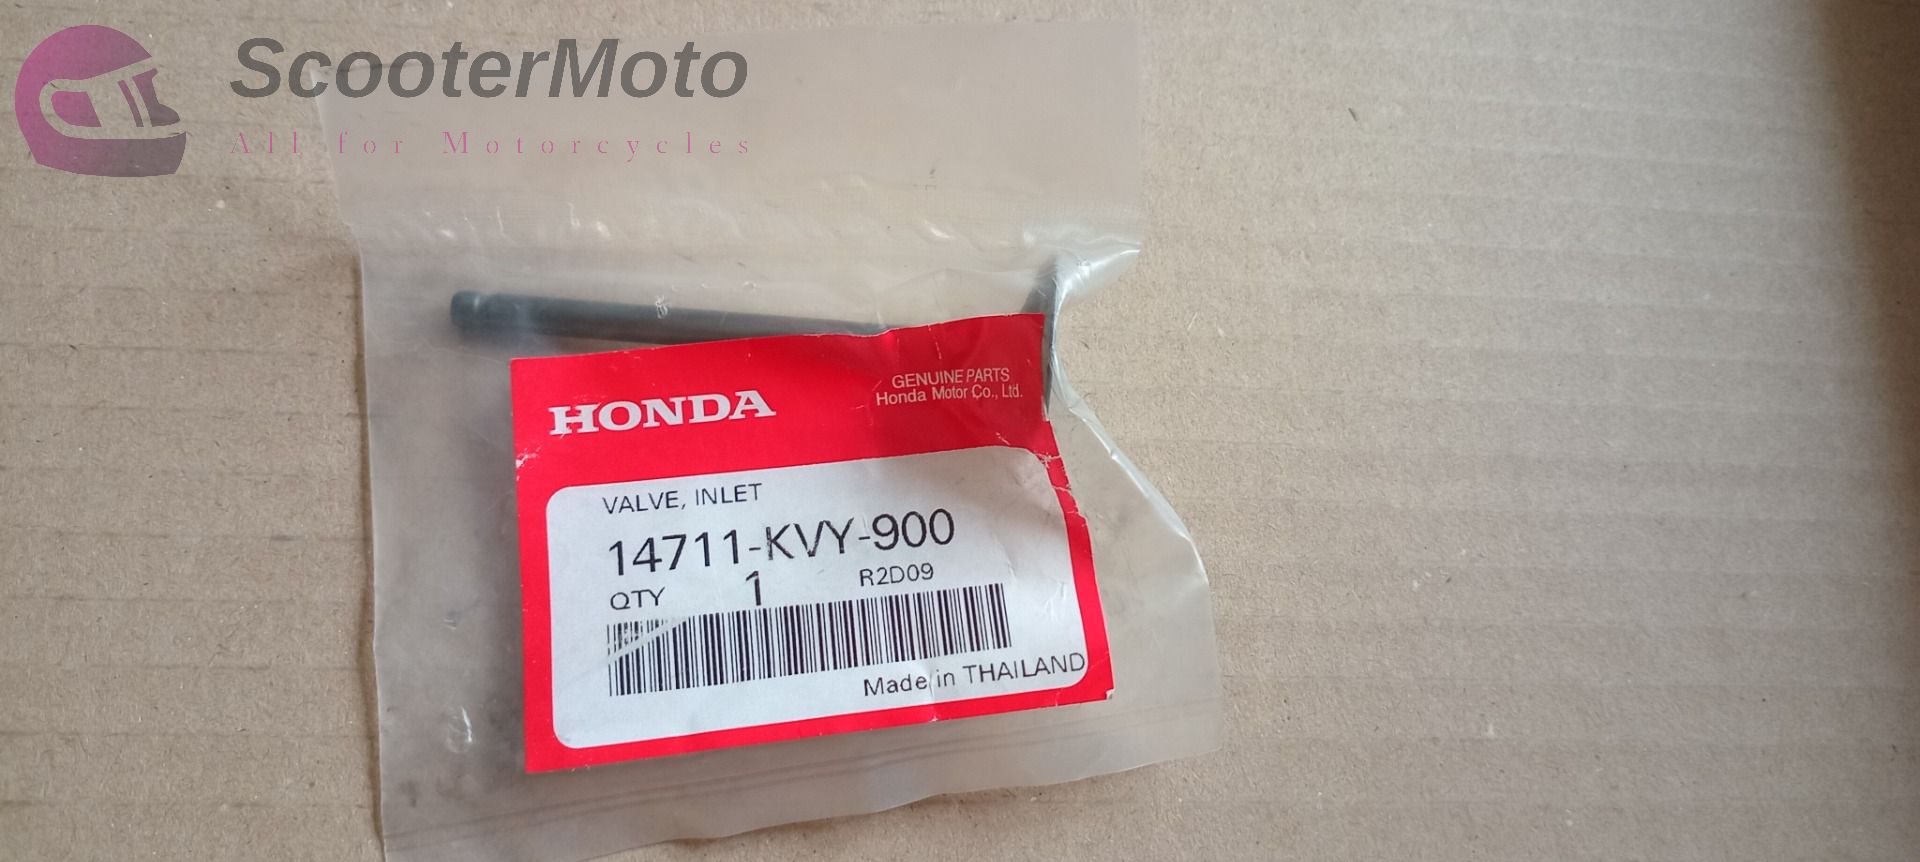 ScooterMoto
All for Motorcycles
HONDA
GENUINE PARTS
Honda Motor Co., Ltd.
VALVE, INLET
14711-KVY-900
QTY 1 R2D09
Made in THAILAND